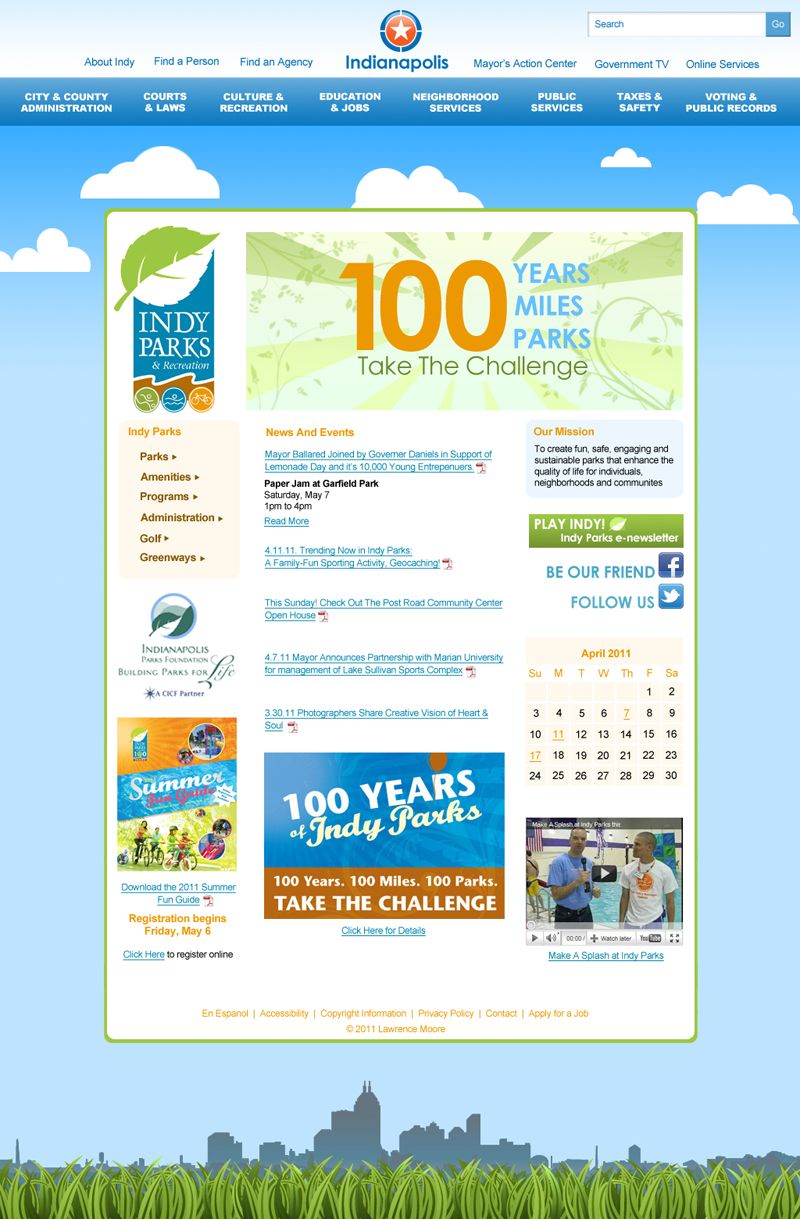 Search
Go
About Indy
Find a Person
Find an Agency
Indianapolis
Mayor's Action Center
Government TV
Online Services
CITY & COUNTY
ADMINISTRATION
COURTS
& LAWS
CULTURE &
RECREATION
EDUCATION
& JOBS
NEIGHBORHOOD
SERVICES
PUBLIC
SERVICES
TAXES &
SAFETY
VOTING &
PUBLIC RECORDS
INDY
PARKS
& Recreation
100
YEARS
MILES
PARKS
Take The Challenge
Indy Parks
Parks
Amenities
Programs
Administration
Golf
Greenways
INDIANAPOLIS
PARKS FOUNDATION
BUILDING PARKS FOR Life
A CICF Partner
Summer
Fun Guide
Download the 2011 Summer
Fun Guide
Registration begins
Friday, May 6
Click Here to register online
News And Events
Mayor Ballared Joined by Governer Daniels in Support of
Lemonade Day and it's 10,000 Young Entrepenuers.
Paper Jam at Garfield Park
Saturday, May 7
1pm to 4pm
Read More
4.11.11. Trending Now in Indy Parks:
A Family-Fun Sporting Activity, Geocaching!
This Sunday! Check Out The Post Road Community Center
Open House
4.7.11 Mayor Announces Partnership with Marian University
for management of Lake Sullivan Sports Complex
3.30.11 Photographers Share Creative Vision of Heart &
Soul
100 YEARS
of Indy Parks
100 Years. 100 Miles. 100 Parks.
TAKE THE CHALLENGE
Click Here for Details
Our Mission
To create fun, safe, engaging and
sustainable parks that enhance the
quality of life for individuals,
neighborhoods and communites
PLAY INDY!
Indy Parks e-newsletter
BE OUR FRIEND
FOLLOW US
April 2011
Su M T W Th F Sa
1 2
3 4 5 6 7 8 9
10 11 12 13 14 15 16
17 18 19 20 21 22 23
24 25 26 27 28 29 30
Make A Splash at Indy Parks this
00:00 /
Watch later
YouTube
Make A Splash at Indy Parks
En Espanol | Accessibility | Copyright Information | Privacy Policy | Contact | Apply for a Job
© 2011 Lawrence Moore